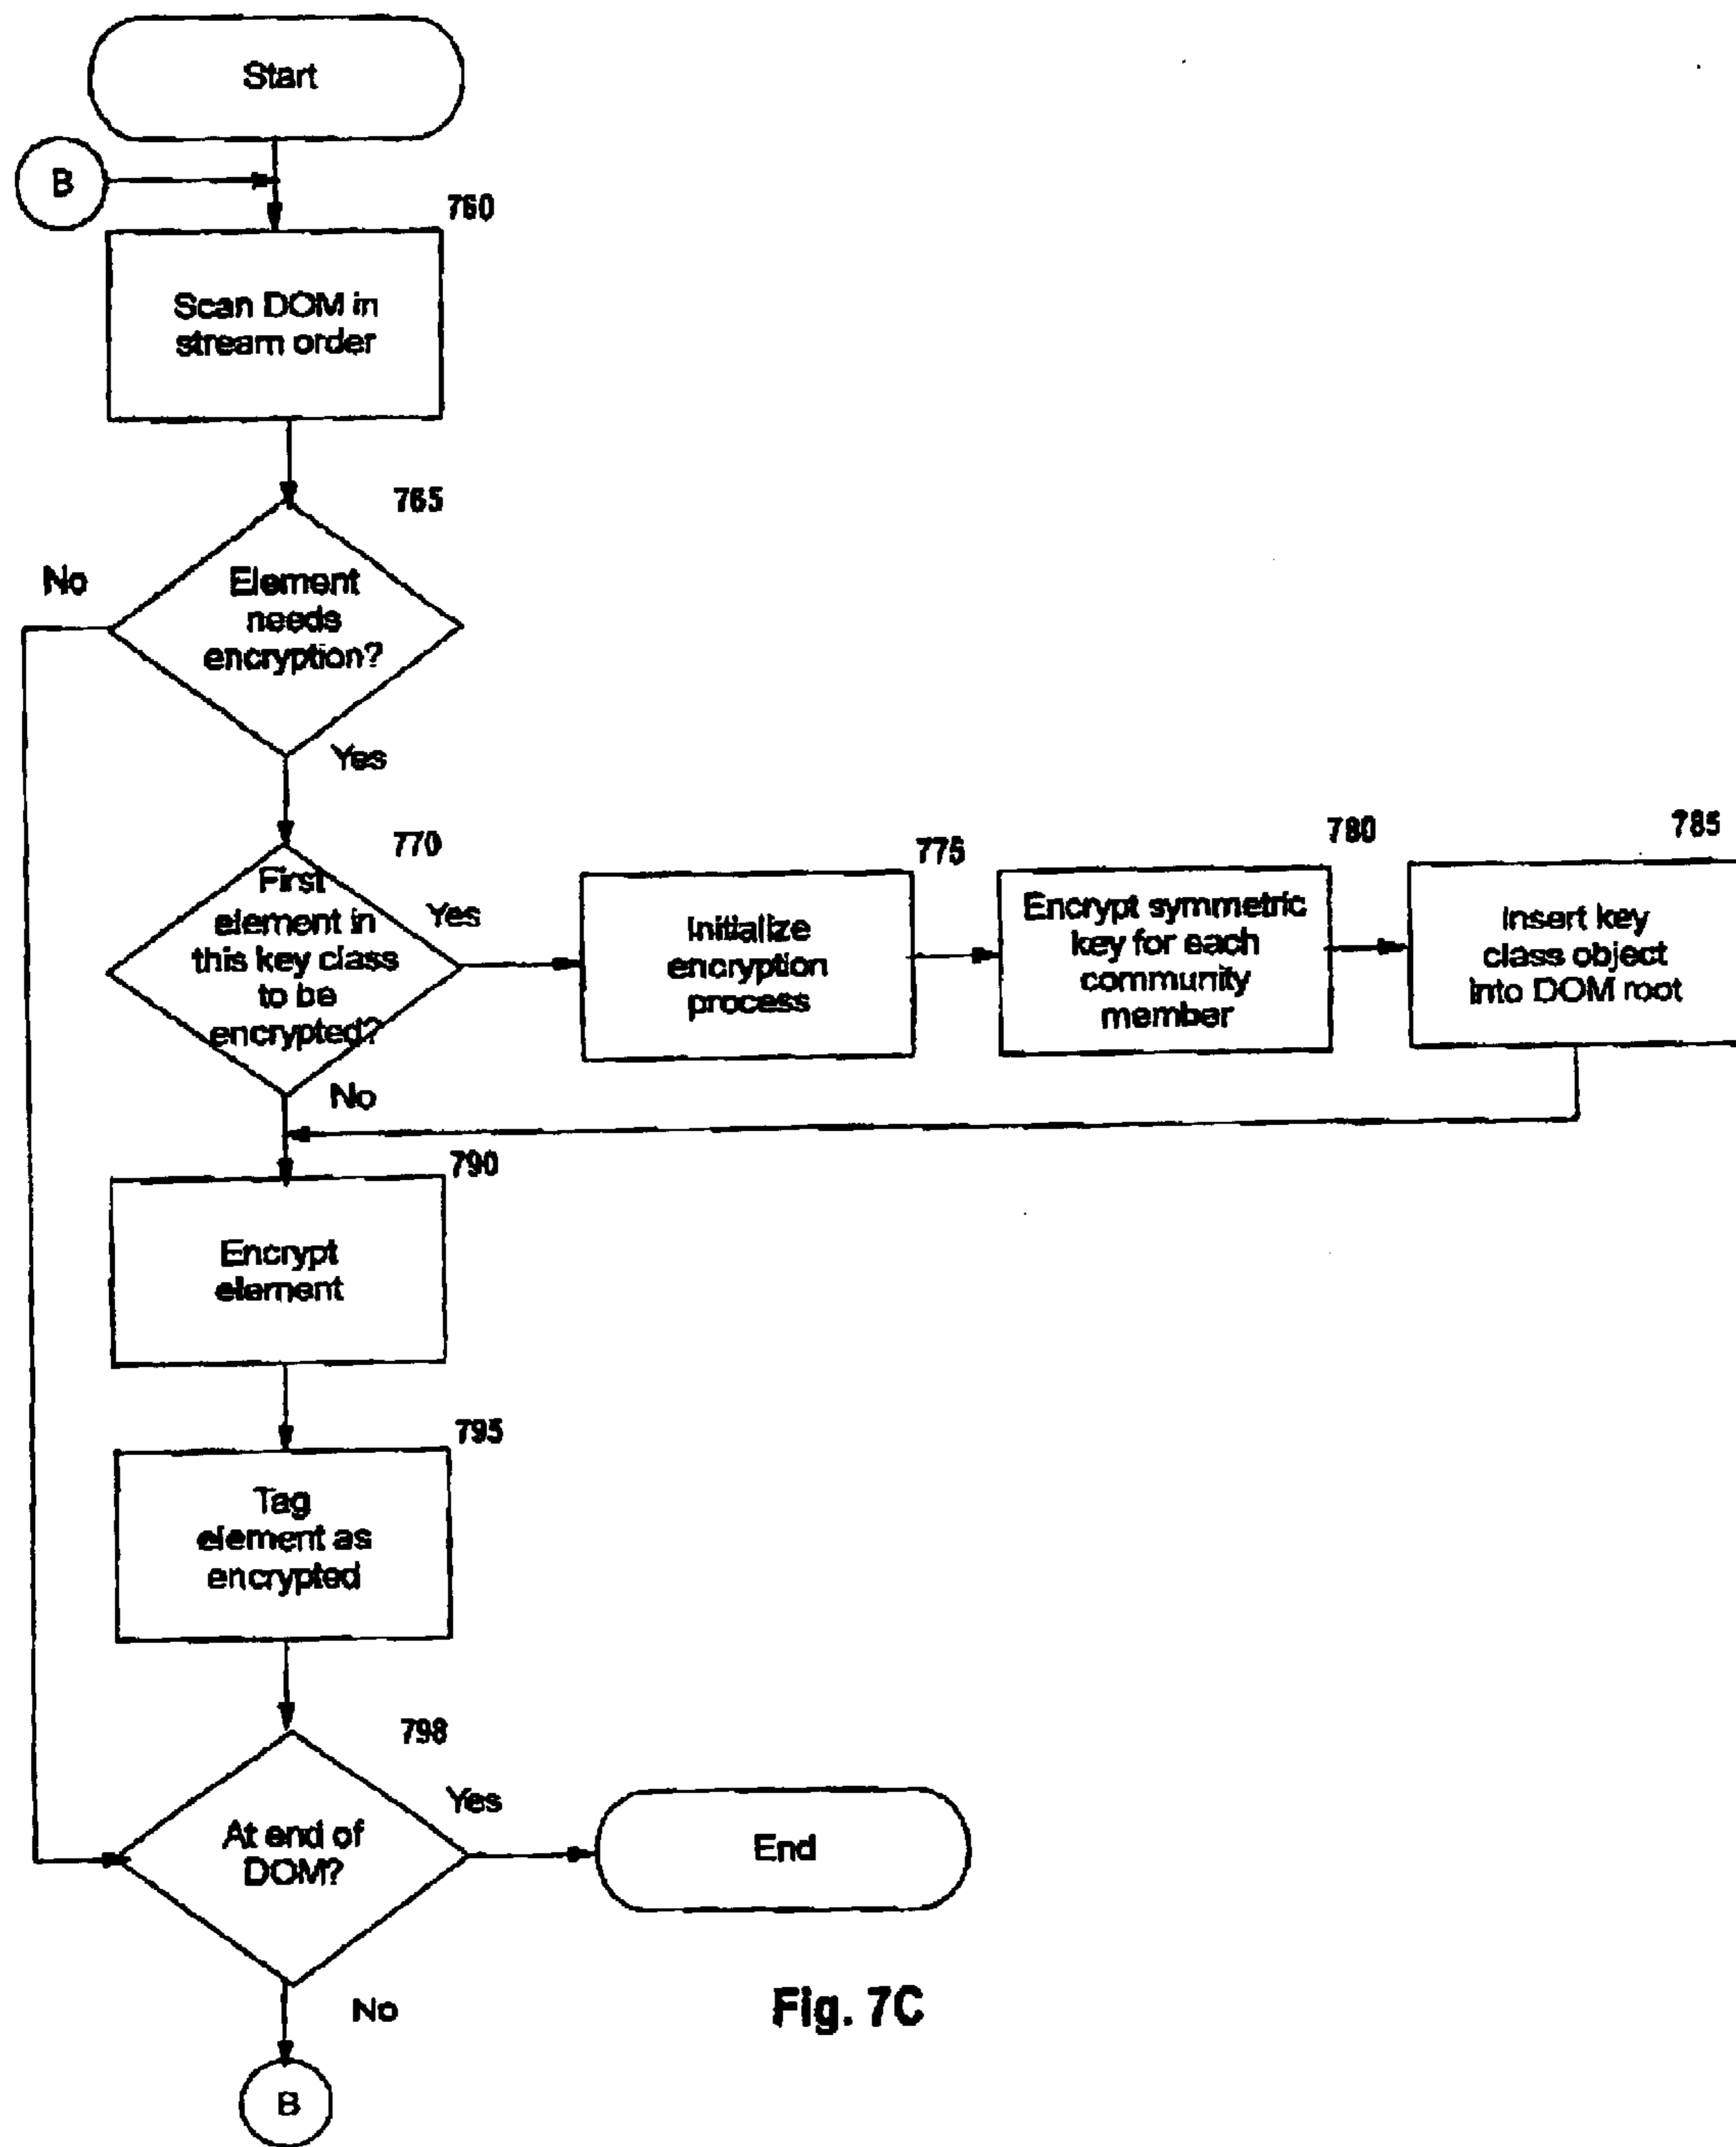 Start
B
760
Scan DOM in
stream order
765
No
Element
needs
encryption?
Yes
770
First
element in
this key class
to be
encrypted?
Yes
775
Initialize
encryption
process
780
Encrypt symmetric
key for each
community
member
785
Insert key
class object
into DOM root
No
790
Encrypt
element
795
Tag
element as
encrypted
798
At end of
DOM?
Yes
End
No
B
Fig. 7C